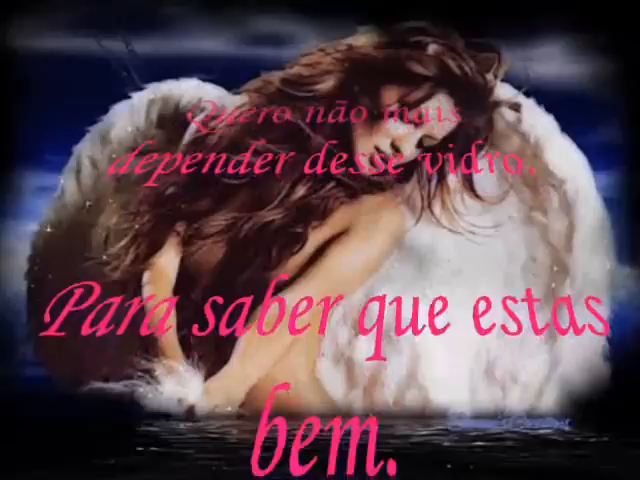 Quero não mais
depender desse vidro.
Para saber que estas
bem.